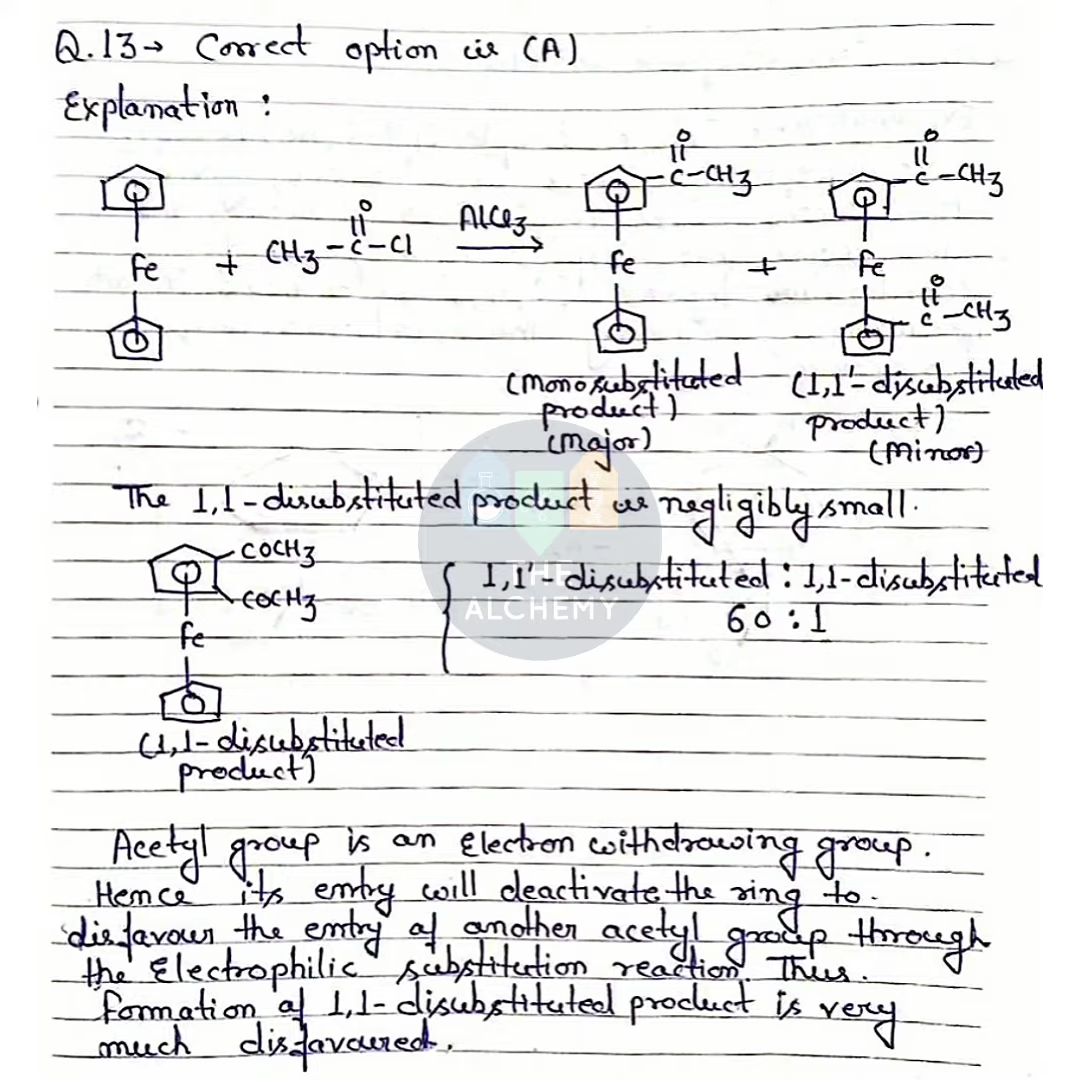 Q.13→ Correct option is (A)
Explanation :
Fe + CH3-C(=O)-Cl AlCl3→ Fe C(=O)-CH3 + Fe C(=O)-CH3 C(=O)-CH3
(monosubstituted product) (Major)
(1,1'-disubstituted product) (Minor)
The 1,1-disubstituted product is negligibly small.
COCH3
COCH3
Fe
(1,1-disubstituted
product)
{ 1,1'-disubstituted : 1,1-disubstituted
60 : 1
THE
ALCHEMY
Acetyl group is an Electron withdrawing group.
Hence its entry will deactivate the ring to
disfavour the entry of another acetyl group through
the Electrophilic substitution reaction. Thus.
formation of 1,1-disubstituted product is very
much disfavoured.